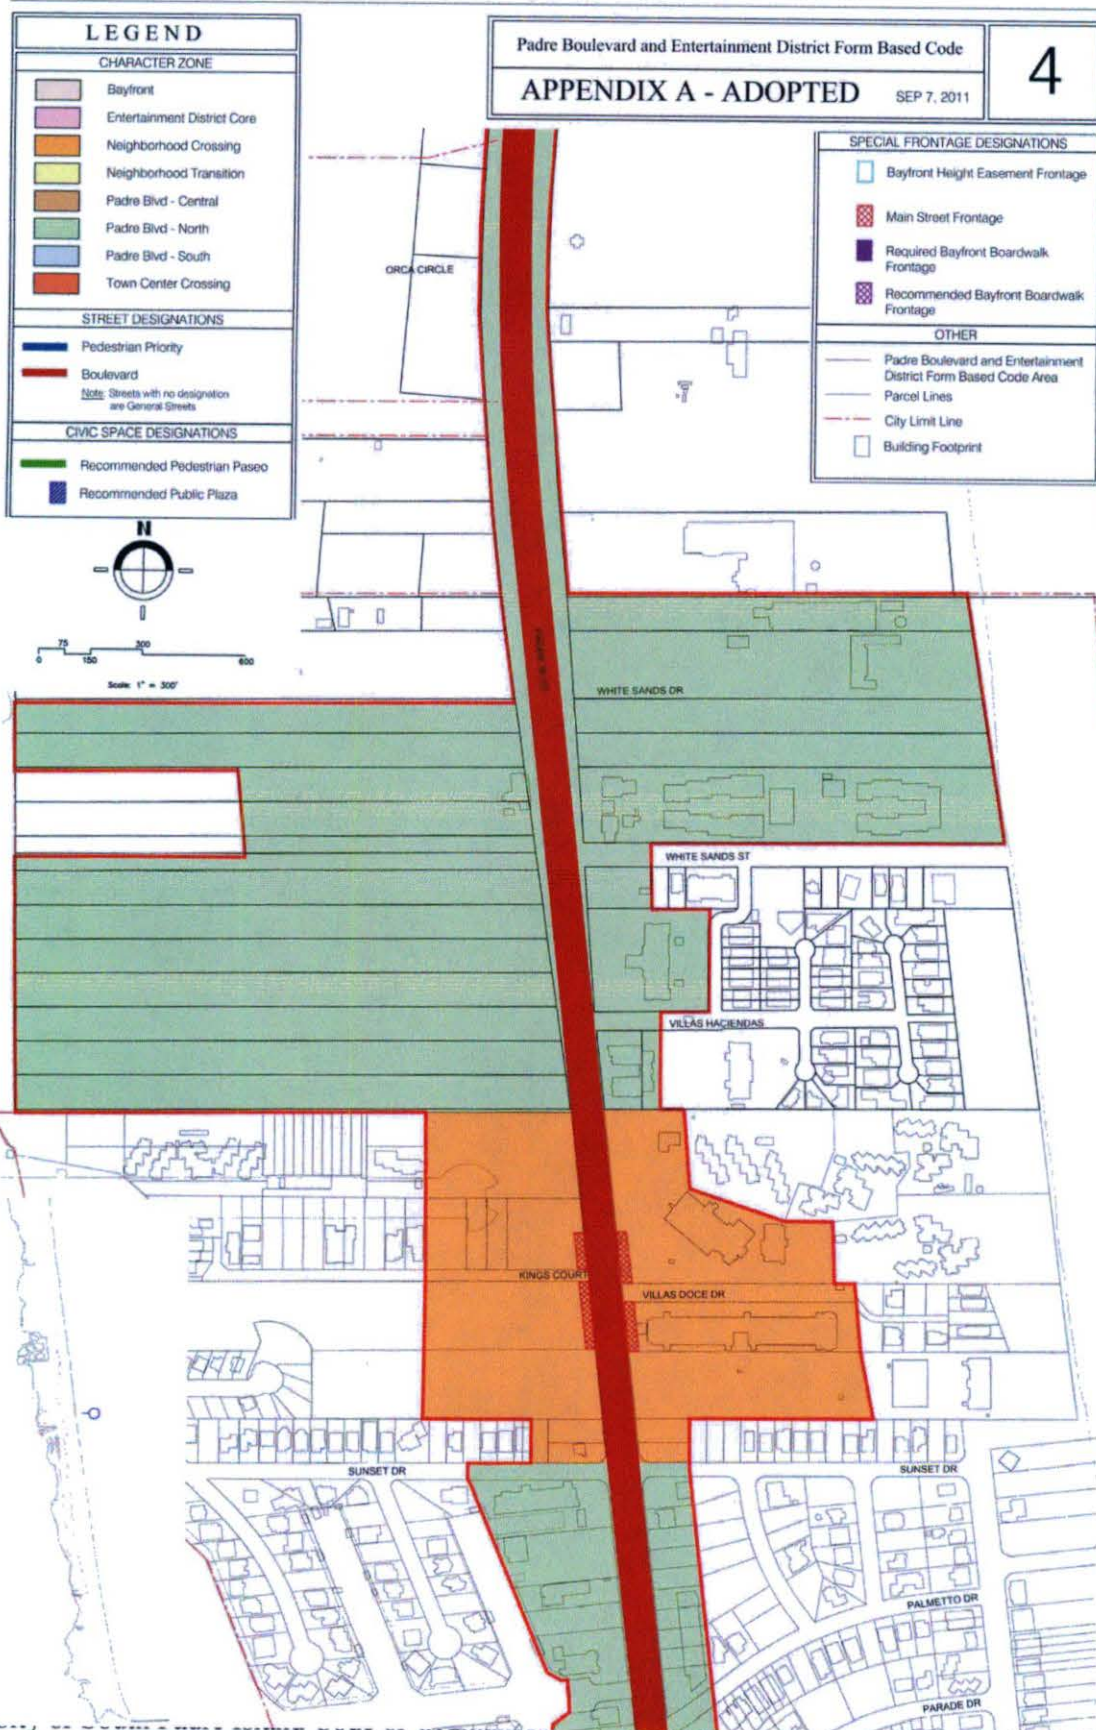 LEGEND
CHARACTER ZONE
Bayfront
Entertainment District Core
Neighborhood Crossing
Neighborhood Transition
Padre Blvd - Central
Padre Blvd - North
Padre Blvd - South
Town Center Crossing
STREET DESIGNATIONS
Pedestrian Priority
Boulevard
Note: Streets with no designation
are General Streets
CIVIC SPACE DESIGNATIONS
Recommended Pedestrian Paseo
Recommended Public Plaza
N
0 75 150 300 600
Scale: 1" = 300'
Padre Boulevard and Entertainment District Form Based Code
APPENDIX A - ADOPTED SEP 7, 2011
4
SPECIAL FRONTAGE DESIGNATIONS
Bayfront Height Easement Frontage
Main Street Frontage
Required Bayfront Boardwalk
Frontage
Recommended Bayfront Boardwalk
Frontage
OTHER
Padre Boulevard and Entertainment
District Form Based Code Area
Parcel Lines
City Limit Line
Building Footprint
ORCA CIRCLE
WHITE SANDS DR
WHITE SANDS ST
VILLAS HACIENDAS
KINGS COURT
VILLAS DOCE DR
SUNSET DR
SUNSET DR
PALMETTO DR
PARADE DR